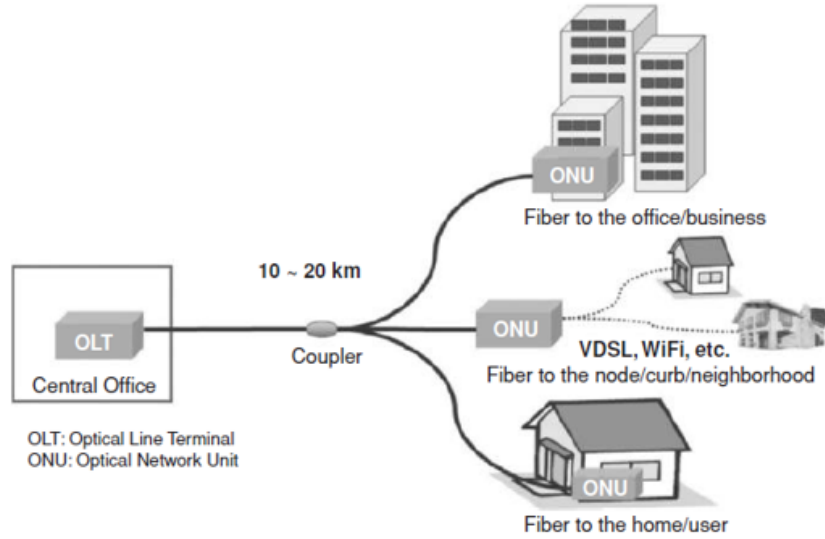 ONU
Fiber to the office/business
10 ~ 20 km
OLT
Coupler
ONU
VDSL, WiFi, etc.
Central Office
Fiber to the node/curb/neighborhood
OLT: Optical Line Terminal
ONU: Optical Network Unit
ONU
Fiber to the home/user